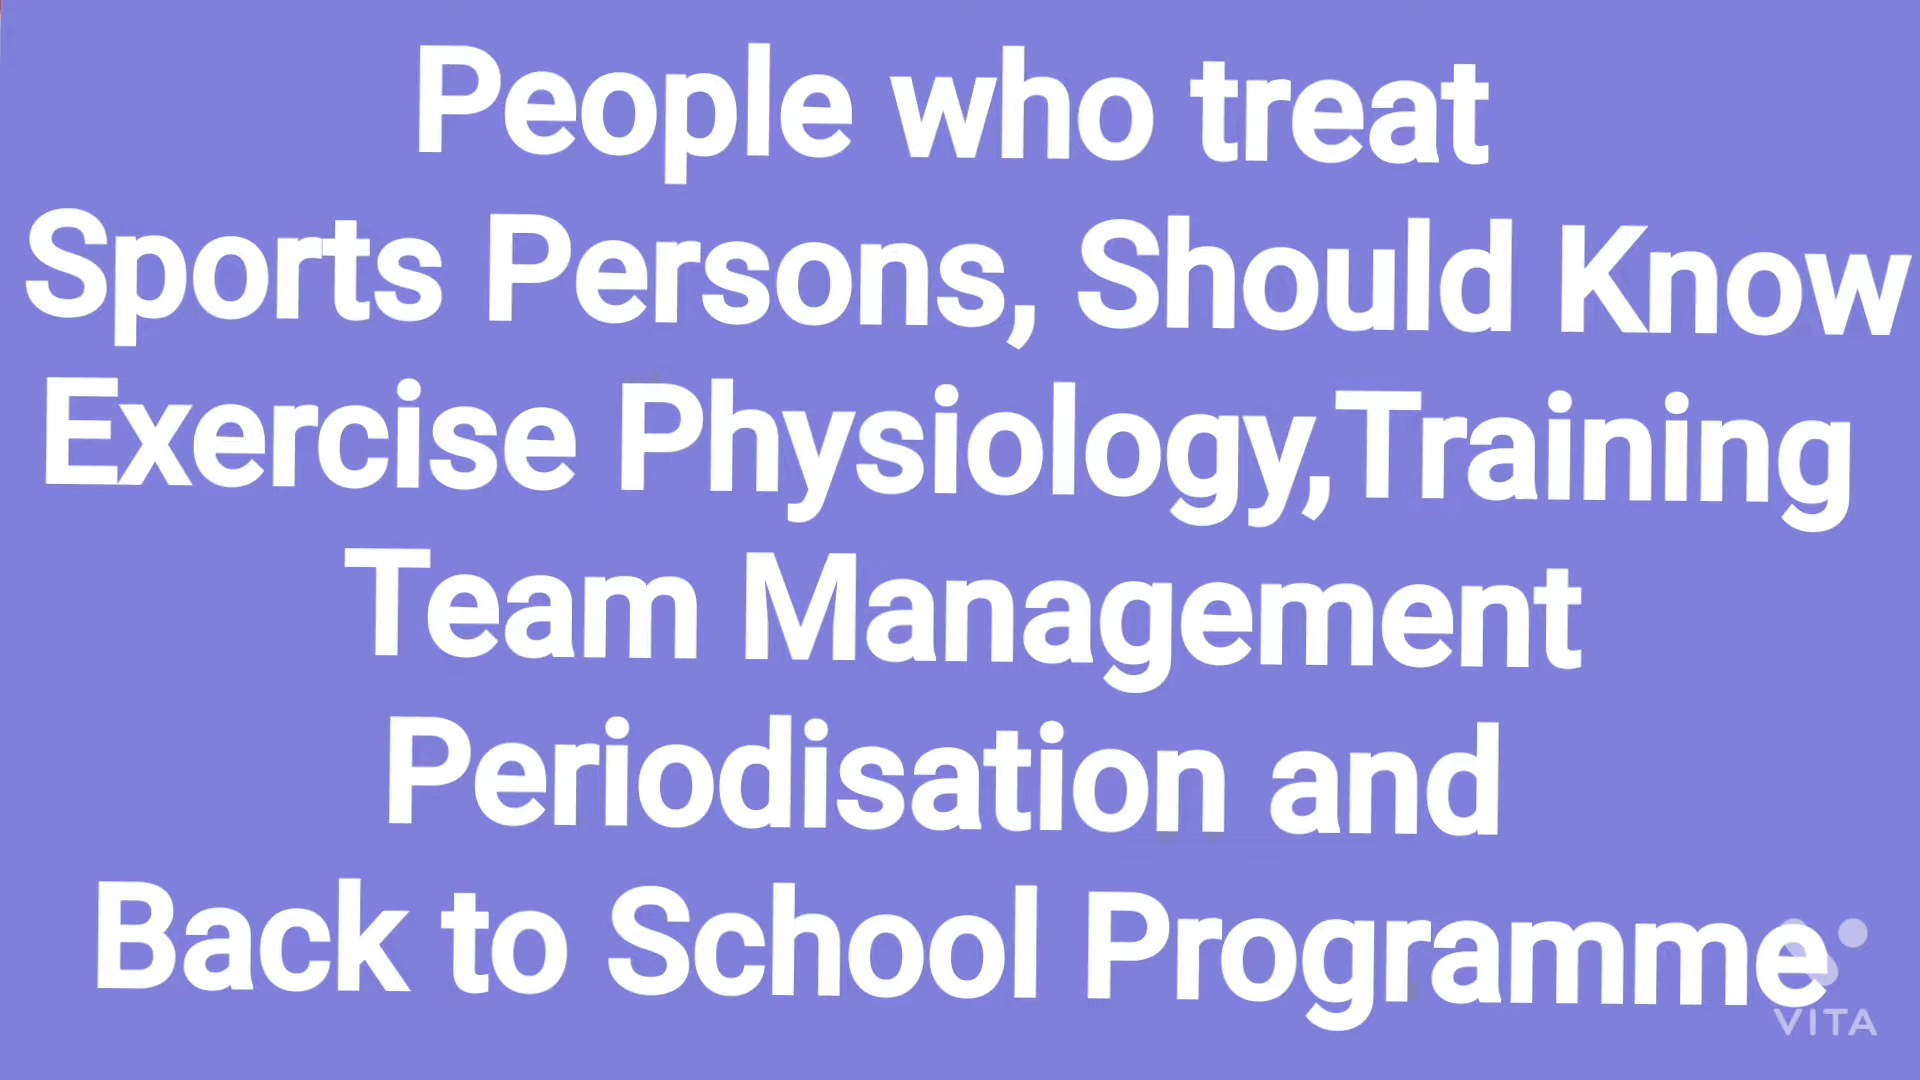 People who treat
Sports Persons, Should Know
Exercise Physiology,Training
Team Management
Periodisation and
Back to School Programme
VITA